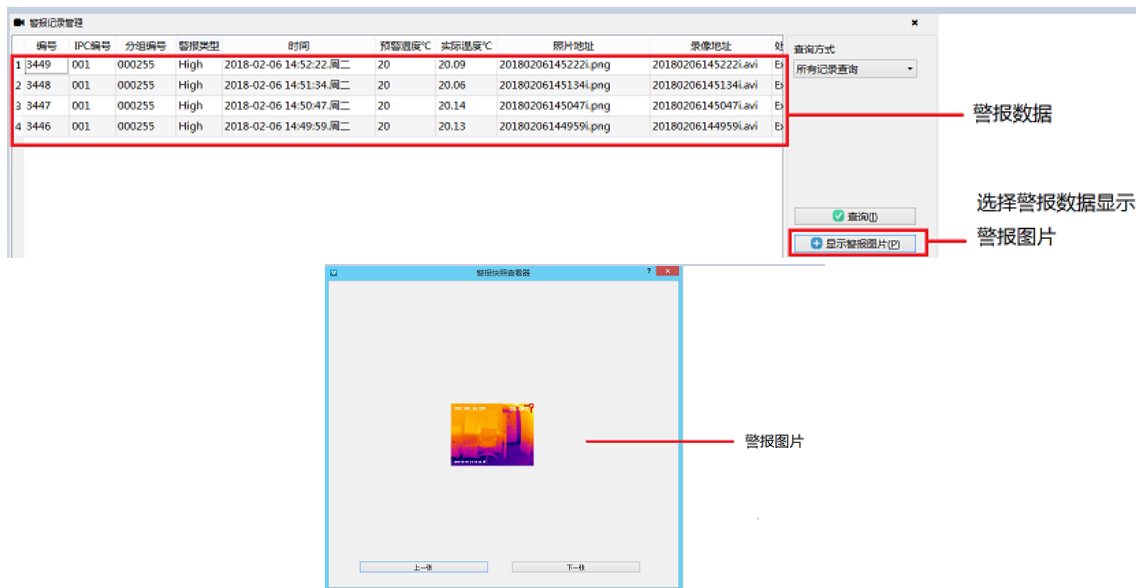 警报记录管理
编号 IPC编号 分组编号 警报类型 时间 预警温度℃ 实际温度℃ 照片地址 录像地址
查询方式
1 3449 001 000255 High 2018-02-06 14:52:22.周二 20 20.09 20180206145222i.png 20180206145222i.avi
所有记录查询
2 3448 001 000255 High 2018-02-06 14:51:34.周二 20 20.06 20180206145134i.png 20180206145134i.avi
3 3447 001 000255 High 2018-02-06 14:50:47.周二 20 20.14 20180206145047i.png 20180206145047i.avi
4 3446 001 000255 High 2018-02-06 14:49:59.周二 20 20.13 20180206144959i.png 20180206144959i.avi
警报数据
查询(I)
选择警报数据显示
警报图片
显示警报图片(P)
警报快照查看器
警报图片
上一张 下一张